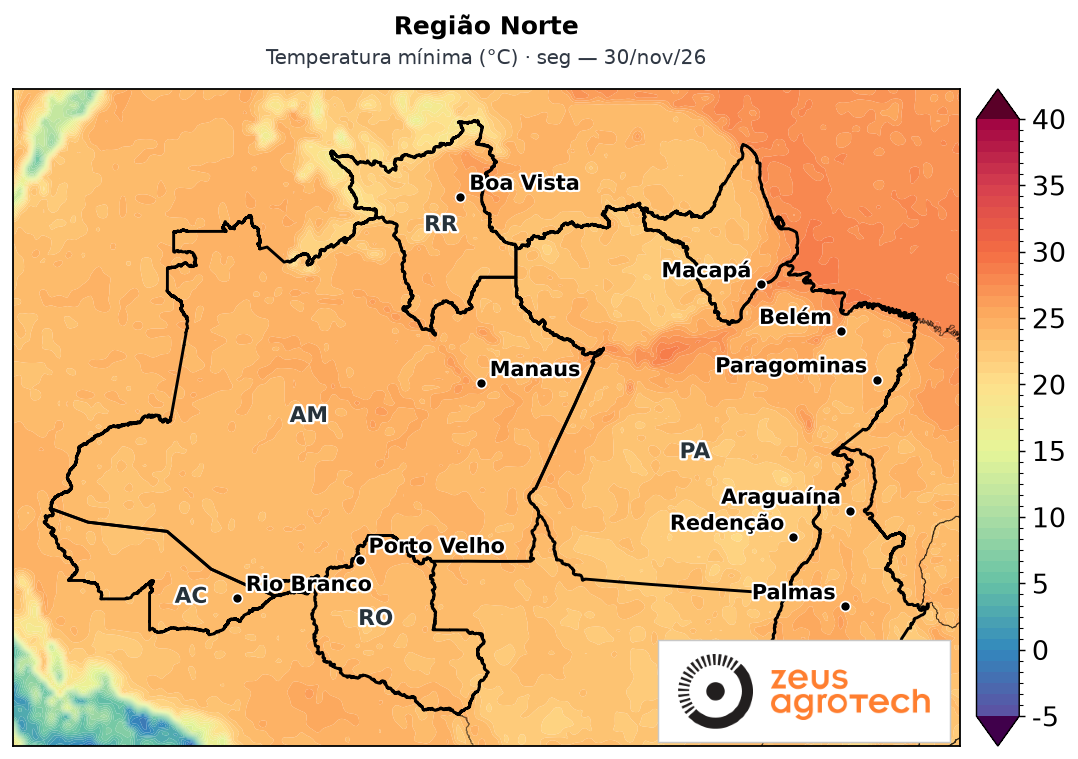 Região Norte
Temperatura mínima (°C) · seg — 30/nov/26
Boa Vista
RR
Macapá
Belém
Manaus
Paragominas
AM
PA
Araguaína
Redenção
Porto Velho
Rio Branco
AC
Palmas
RO
zeus
agrotech
40
35
30
25
20
15
10
5
0
-5